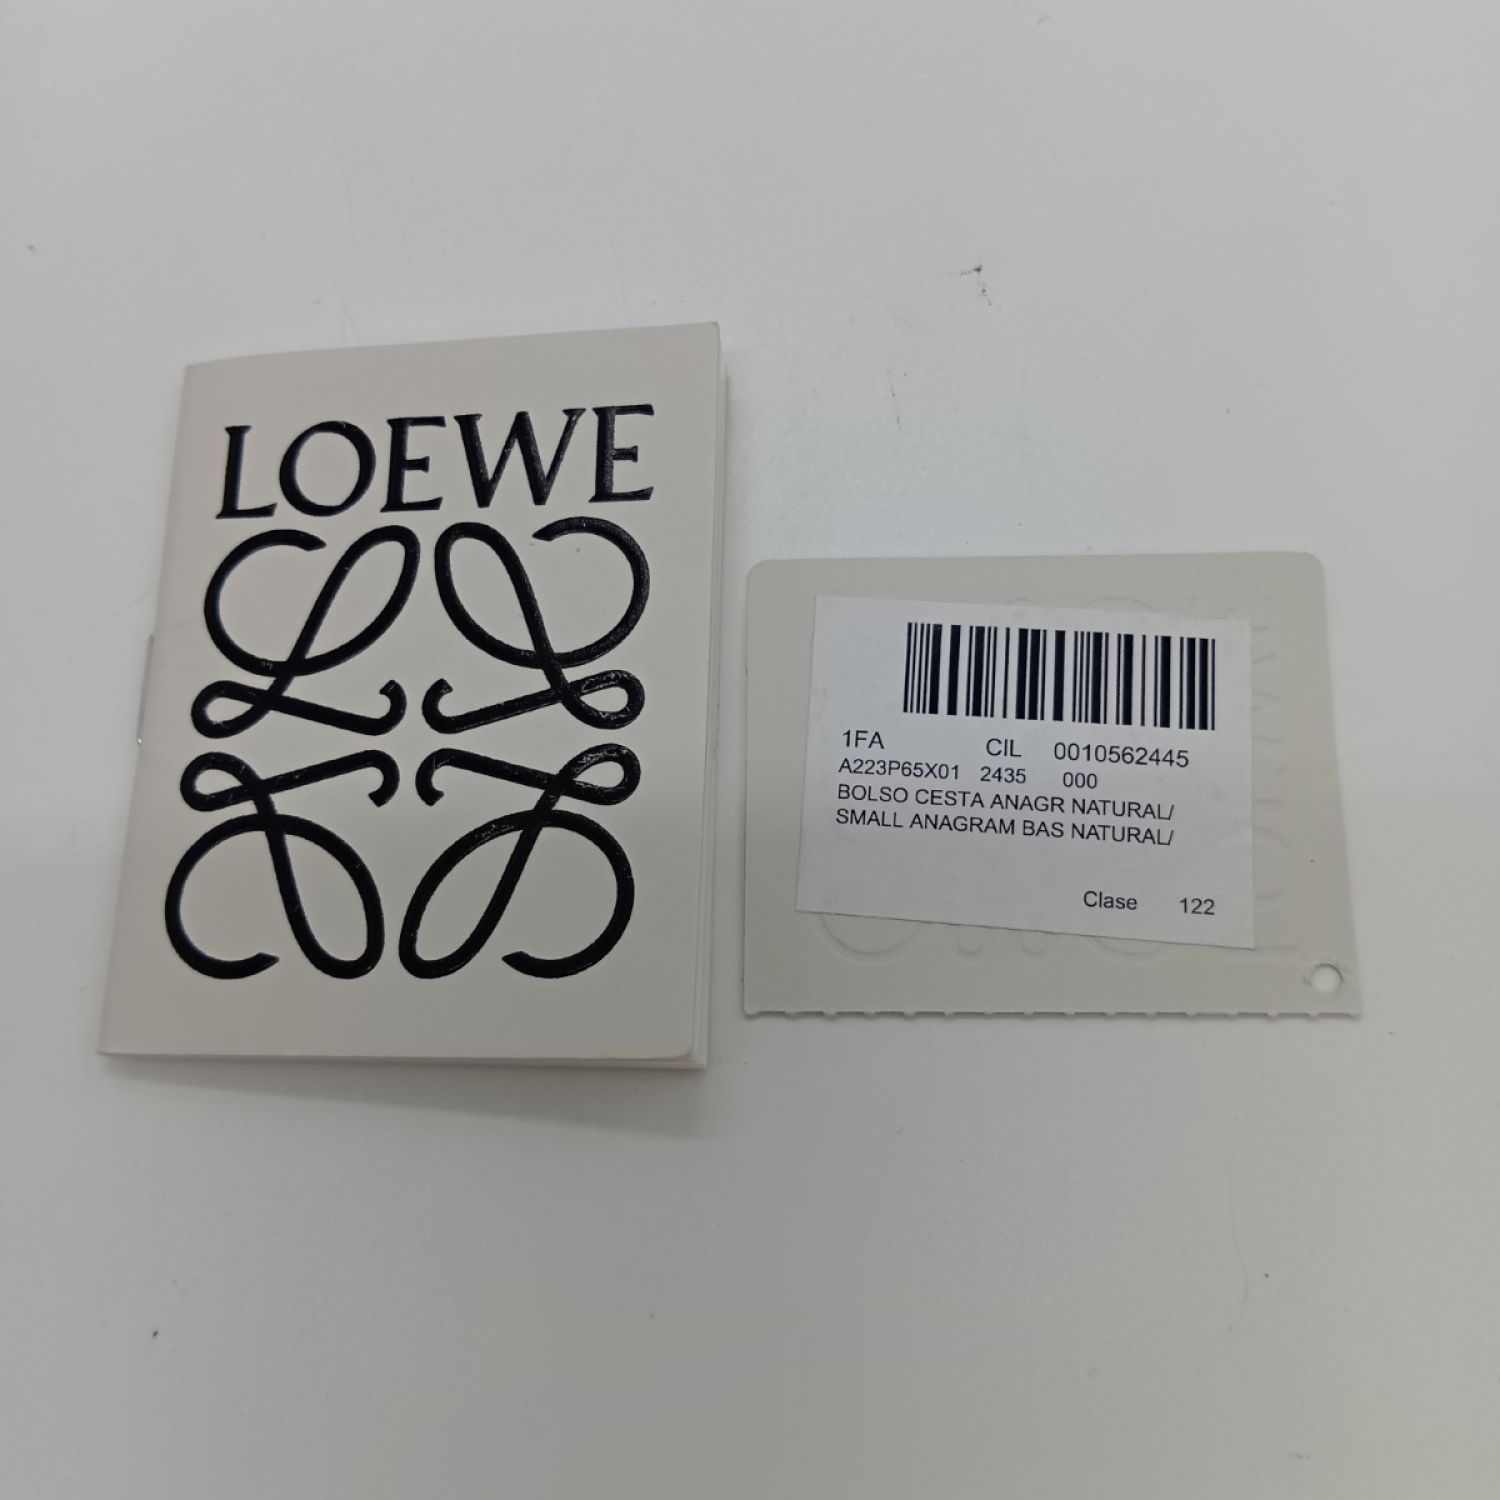 LOEWE
1FA CIL 0010562445
A223P65X01 2435 000
BOLSO CESTA ANAGR NATURAL/
SMALL ANAGRAM BAS NATURAL/
Clase 122